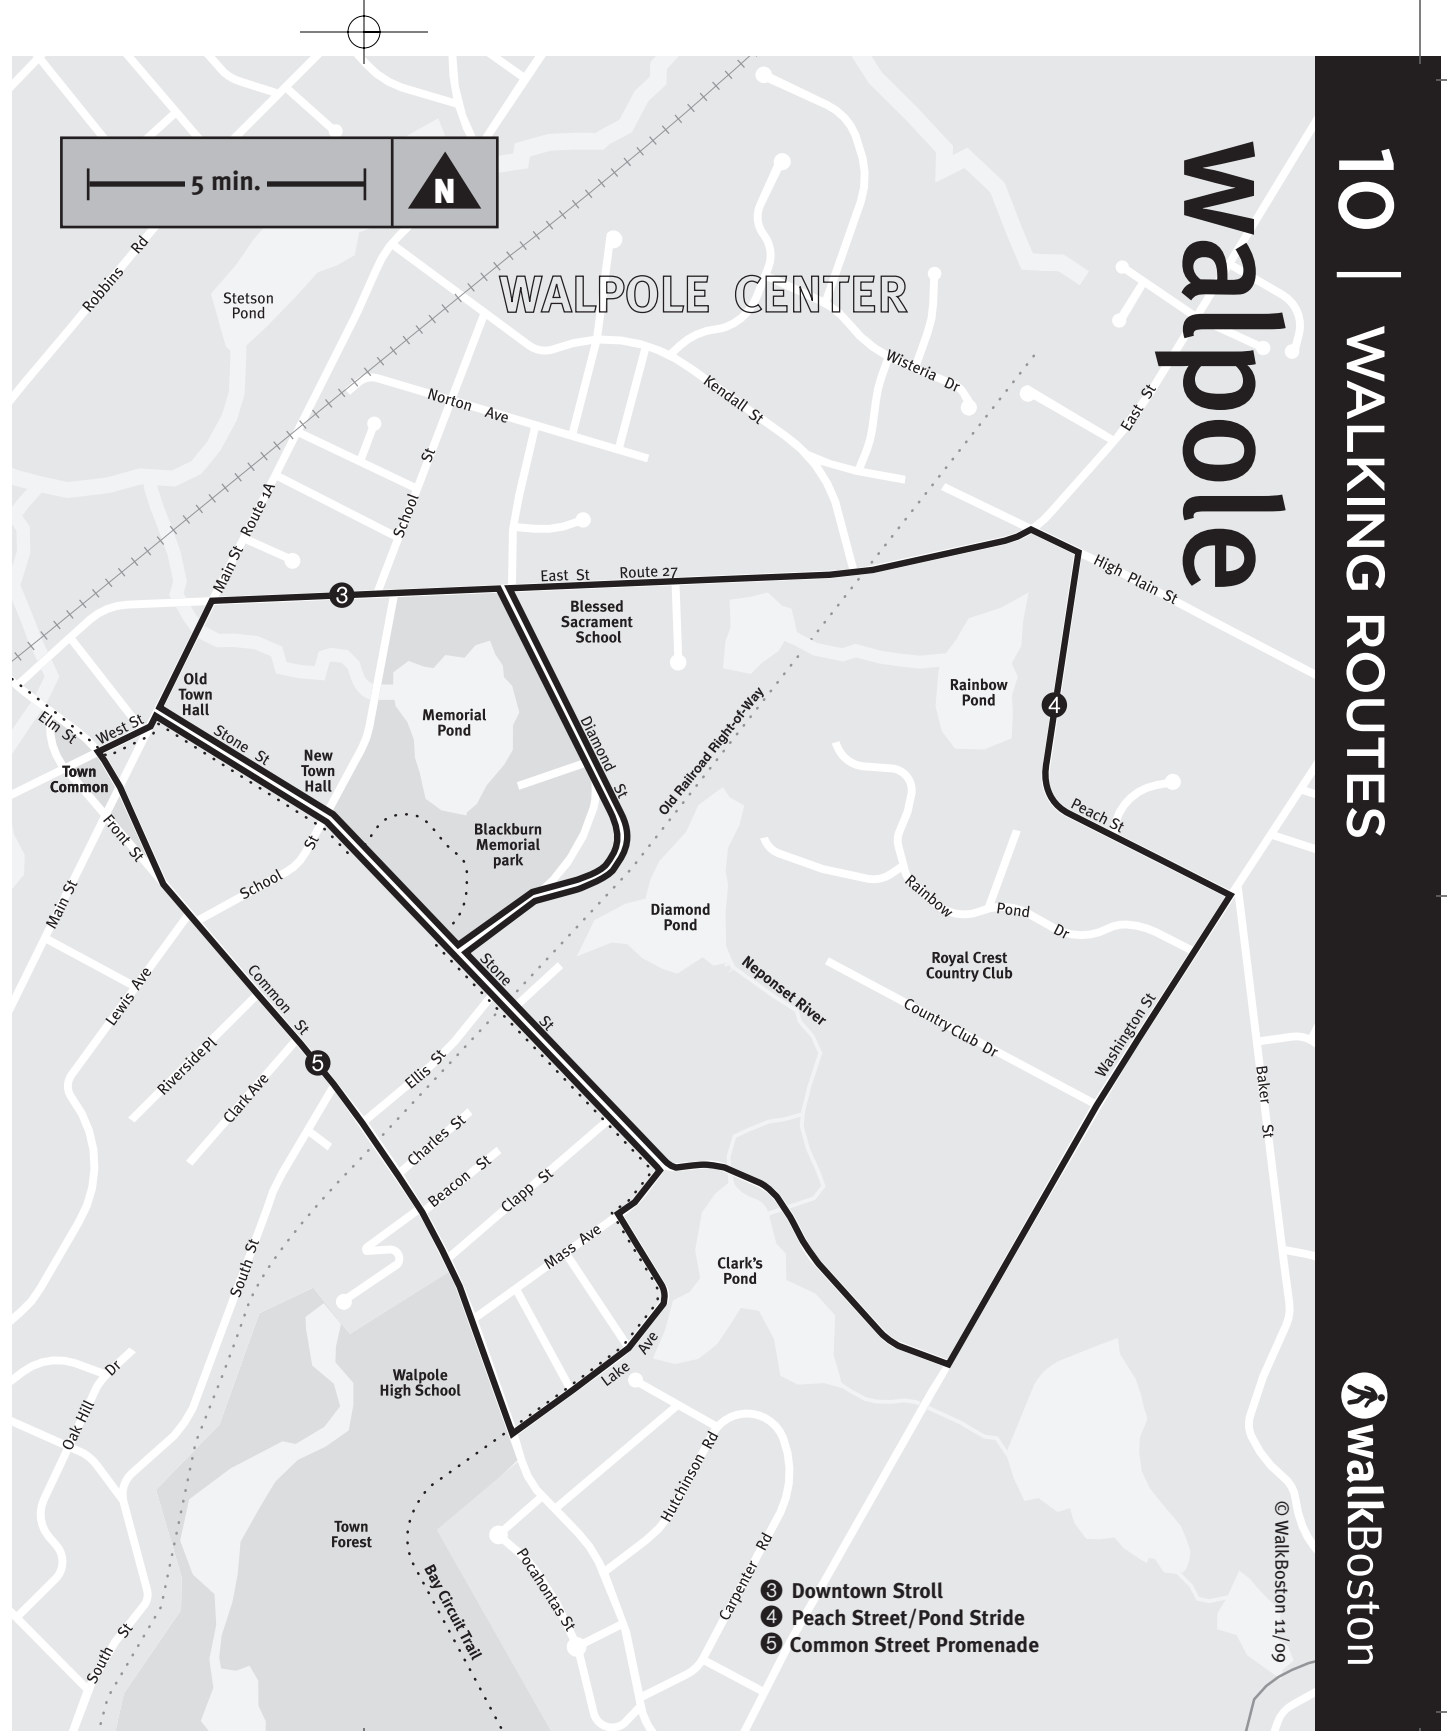 5 min.
N
Robbins Rd
Stetson
Pond
WALPOLE CENTER
Wisteria Dr
Kendall St
Norton Ave
East St
School St
Main St Route 1A
High Plain St
3
East St Route 27
Blessed
Sacrament
School
Old
Town
Hall
Rainbow
Pond
4
Memorial
Pond
Elm St
West St
Stone St
Diamond St
Old Railroad Right-of-Way
New
Town
Hall
Town
Common
Peach St
Front St
Blackburn
Memorial
park
School St
Main St
Diamond
Pond
Rainbow Pond Dr
Royal Crest
Country Club
Stone St
Neponset River
Lewis Ave
Common St
Country Club Dr
Washington St
Riverside Pl
5
Clark Ave
Ellis St
Baker St
Charles St
Beacon St
Clapp St
Mass Ave
South St
Clark's
Pond
Lake Ave
Walpole
High School
Oak Hill Dr
Hutchinson Rd
Town
Forest
Bay Circuit Trail
Pocahontas St
Carpenter Rd
South St
3 Downtown Stroll
4 Peach Street/Pond Stride
5 Common Street Promenade
© WalkBoston 11/09
Walpole
10 | WALKING ROUTES
walkBoston